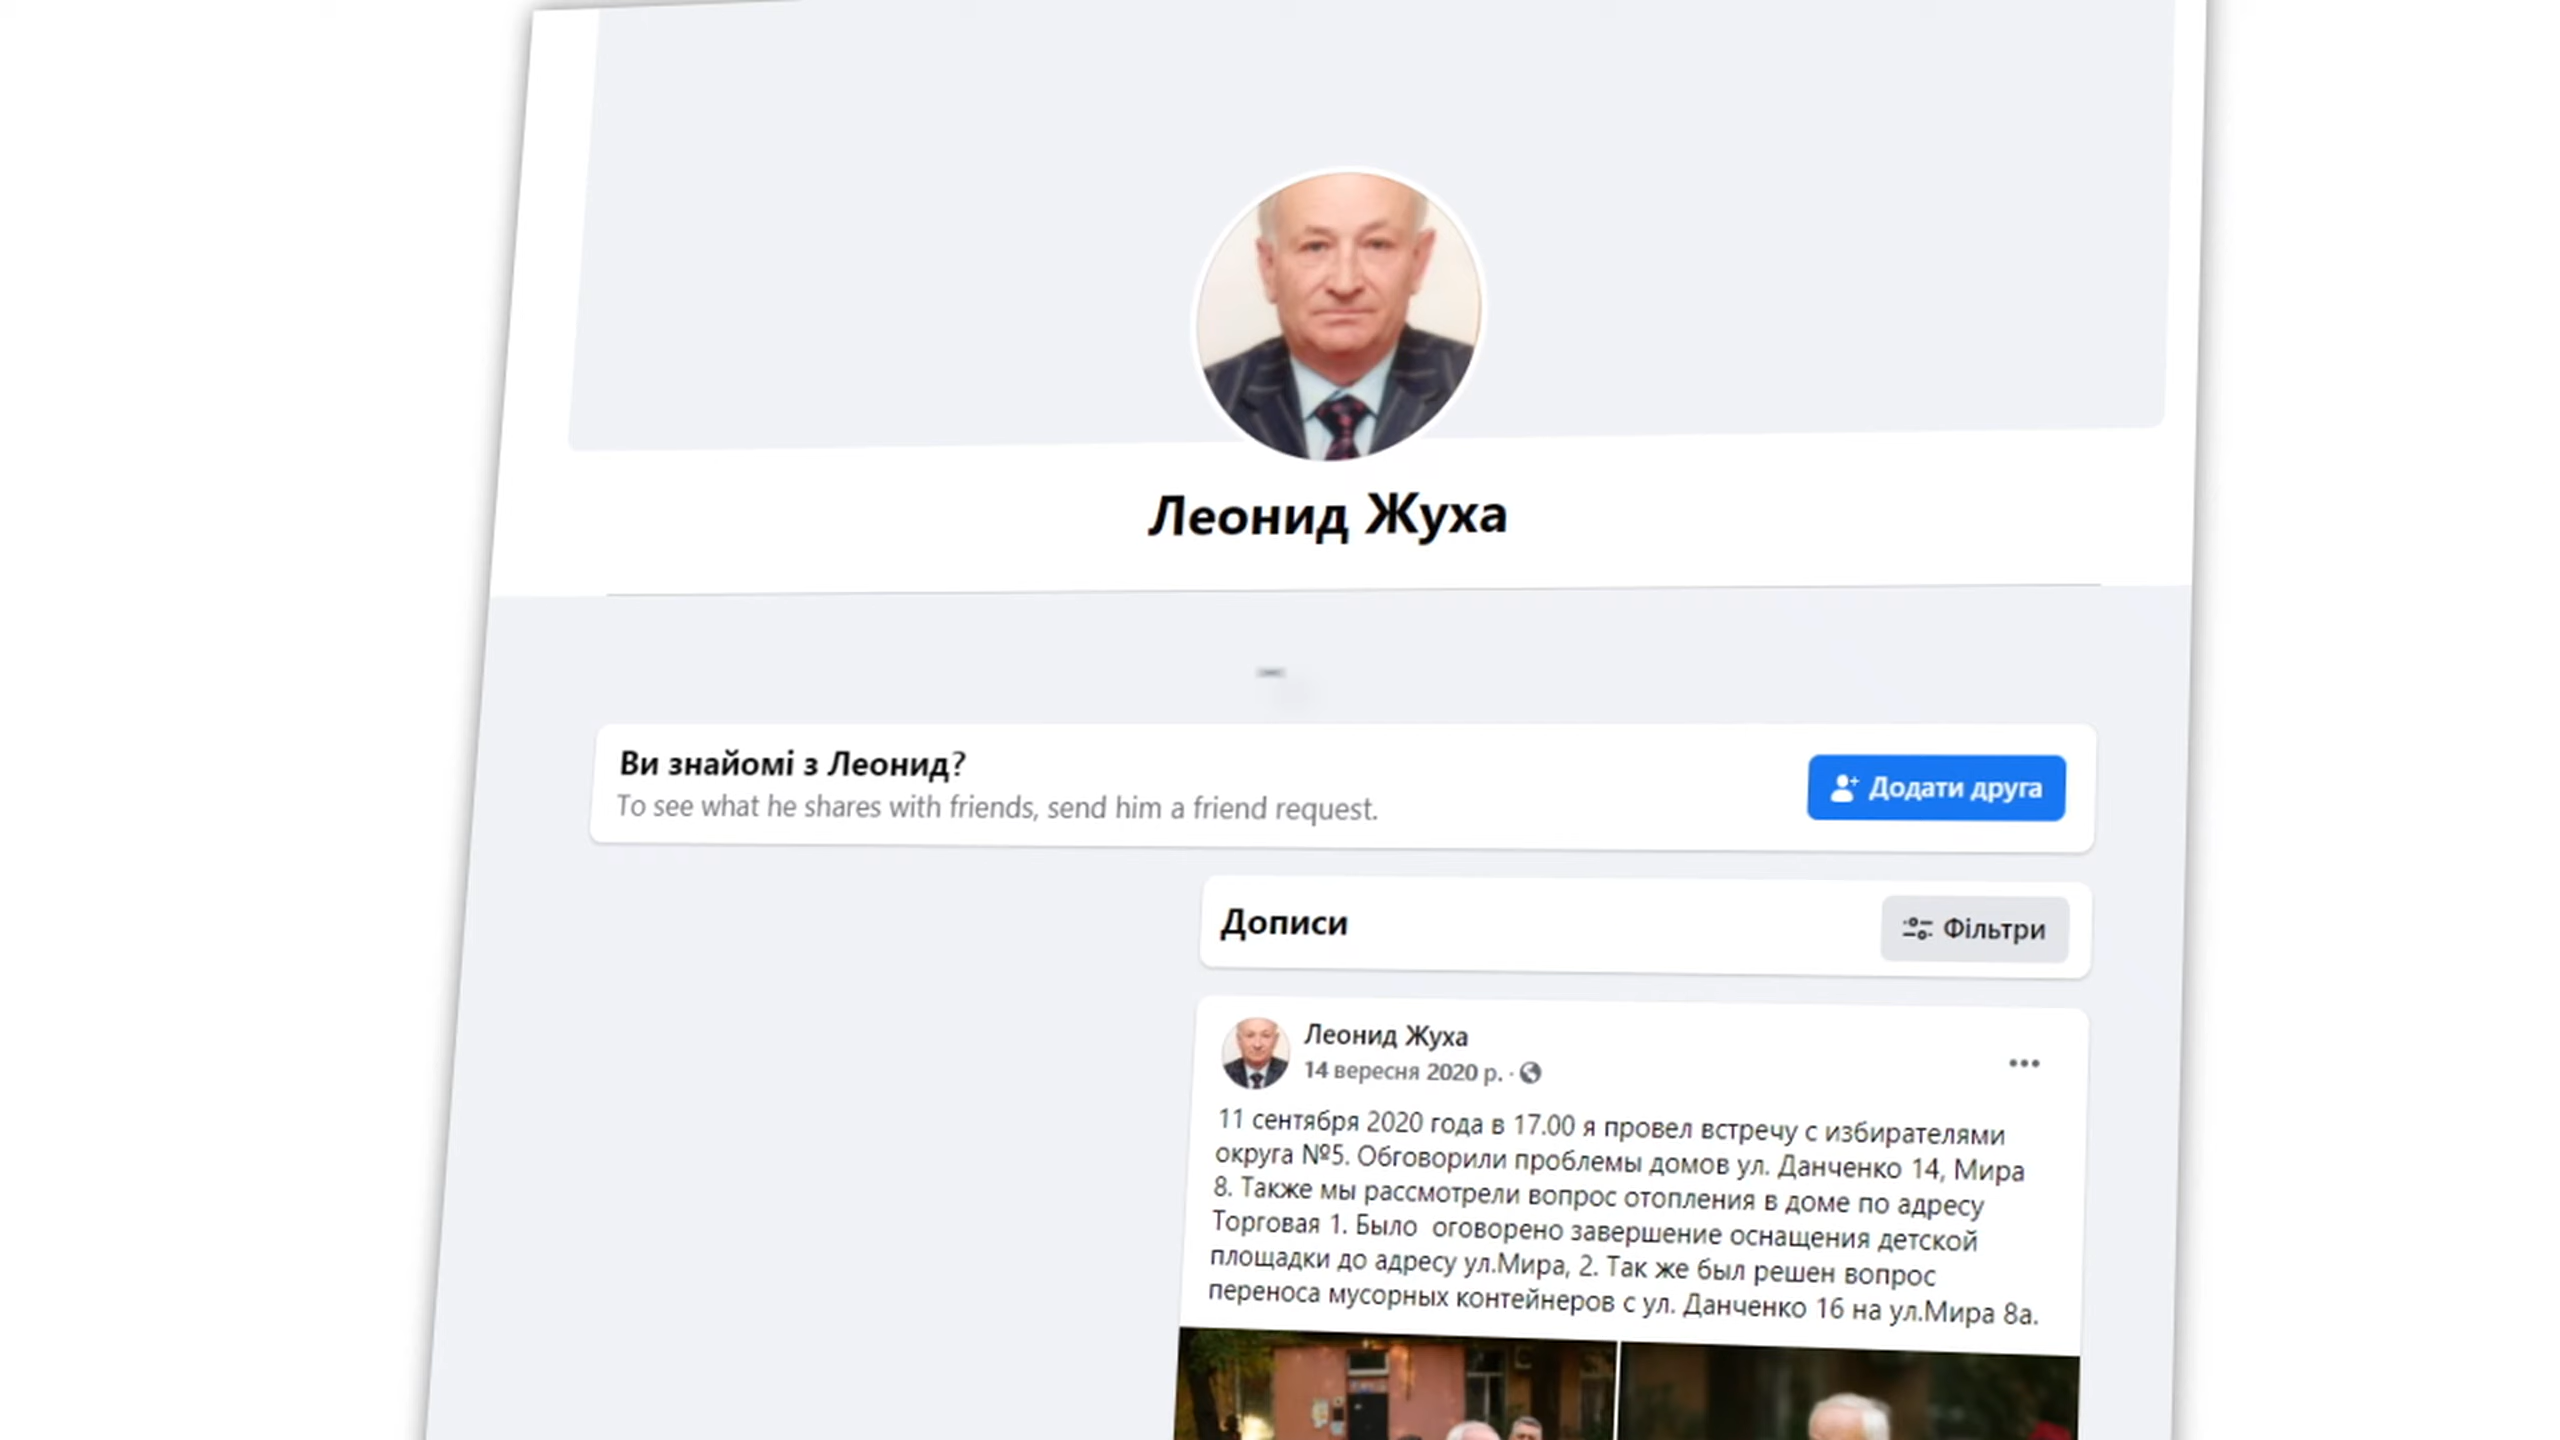 Леонид Жуха
Ви знайомі з Леонид?
To see what he shares with friends, send him a friend request.
Додати друга
Дописи
Фільтри
Леонид Жуха
14 вересня 2020 р. ·
11 сентября 2020 года в 17.00 я провел встречу с избирателями
округа №5. Обговорили проблемы домов ул. Данченко 14, Мира
8. Также мы рассмотрели вопрос отопления в доме по адресу
Торговая 1. Было оговорено завершение оснащения детской
площадки до адресу ул.Мира, 2. Так же был решен вопрос
переноса мусорных контейнеров с ул. Данченко 16 на ул.Мира 8а.